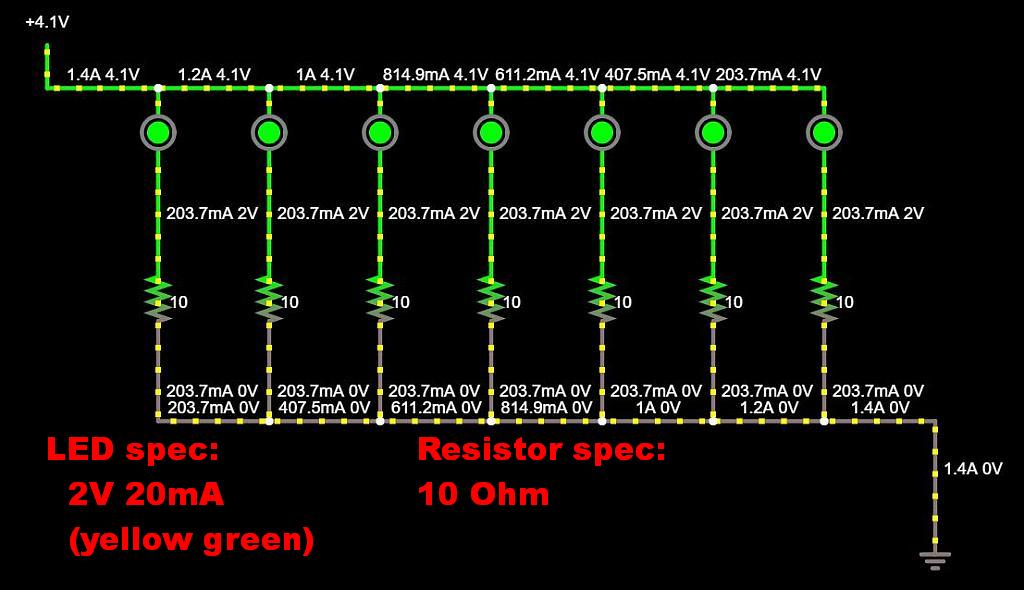 +4.1V
1.4A 4.1V 1.2A 4.1V 1A 4.1V 814.9mA 4.1V 611.2mA 4.1V 407.5mA 4.1V 203.7mA 4.1V
203.7mA 2V 203.7mA 2V 203.7mA 2V 203.7mA 2V 203.7mA 2V 203.7mA 2V 203.7mA 2V
10 10 10 10 10 10 10
203.7mA 0V 203.7mA 0V 203.7mA 0V 203.7mA 0V 203.7mA 0V 203.7mA 0V 203.7mA 0V
203.7mA 0V 407.5mA 0V 611.2mA 0V 814.9mA 0V 1A 0V 1.2A 0V 1.4A 0V
LED spec: Resistor spec:
1.4A 0V
2V 20mA 10 Ohm
(yellow green)